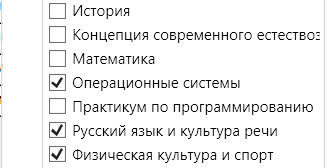 История
Концепция современного естествоз
Математика
Операционные системы
Практикум по программированию
Русский язык и культура речи
Физическая культура и спорт